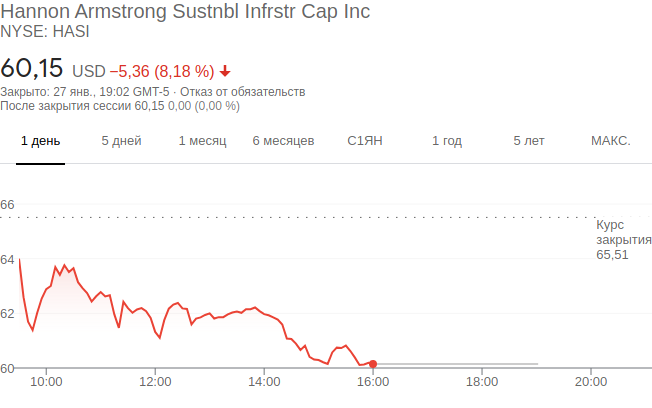 Hannon Armstrong Sustnbl Infrstr Cap Inc
NYSE: HASI
60,15 USD −5,36 (8,18 %)
Закрыто: 27 янв., 19:02 GMT-5 · Отказ от обязательств
После закрытия сессии 60,15 0,00 (0,00 %)
1 день 5 дней 1 месяц 6 месяцев С1ЯН 1 год 5 лет МАКС.
66
Курс
закрытия
65,51
64
62
60
10:00 12:00 14:00 16:00 18:00 20:00